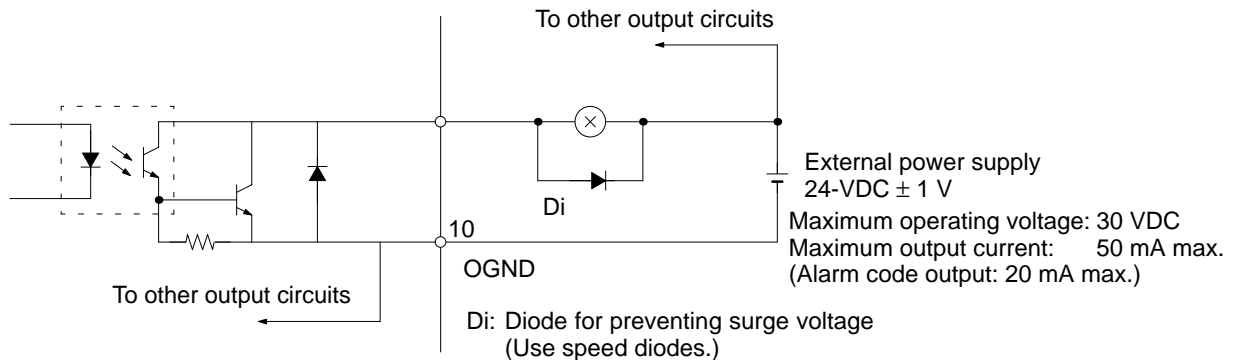 To other output circuits
External power supply
24-VDC ± 1 V
Di
Maximum operating voltage: 30 VDC
10
Maximum output current: 50 mA max.
OGND
(Alarm code output: 20 mA max.)
To other output circuits
Di: Diode for preventing surge voltage
(Use speed diodes.)